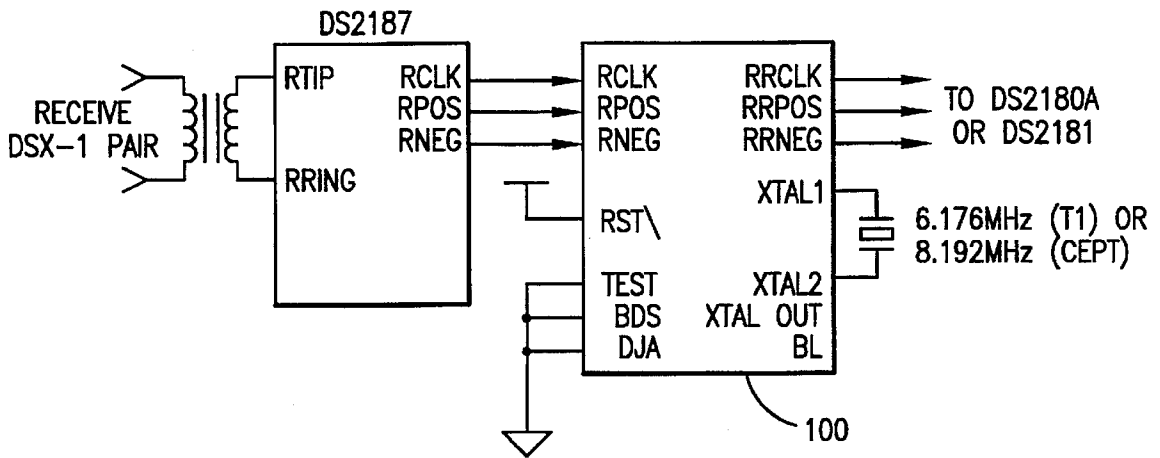 DS2187
RECEIVE
DSX-1 PAIR
RTIP
RRING
RCLK
RPOS
RNEG
RCLK
RPOS
RNEG
RST\
TEST
BDS
DJA
RRCLK
RRPOS
RRNEG
XTAL1
XTAL2
XTAL OUT
BL
TO DS2180A
OR DS2181
6.176MHz (T1) OR
8.192MHz (CEPT)
100